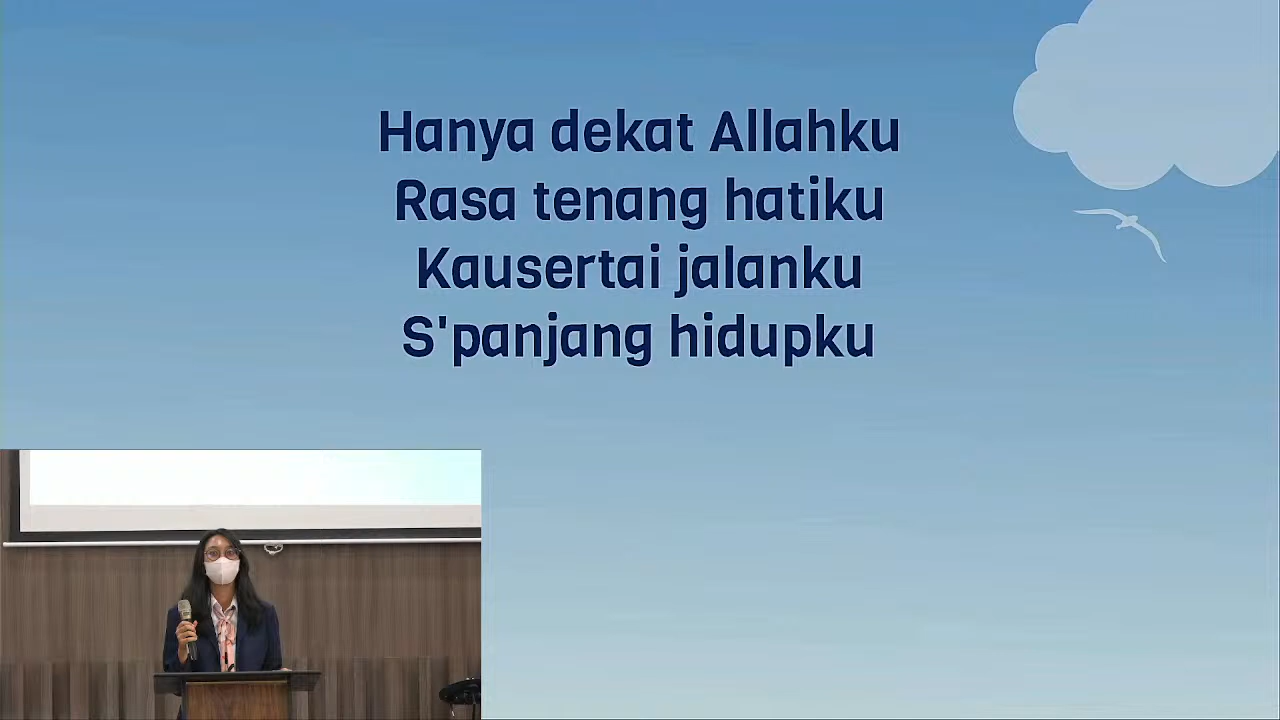 Hanya dekat Allahku
Rasa tenang hatiku
Kausertai jalanku
S'panjang hidupku